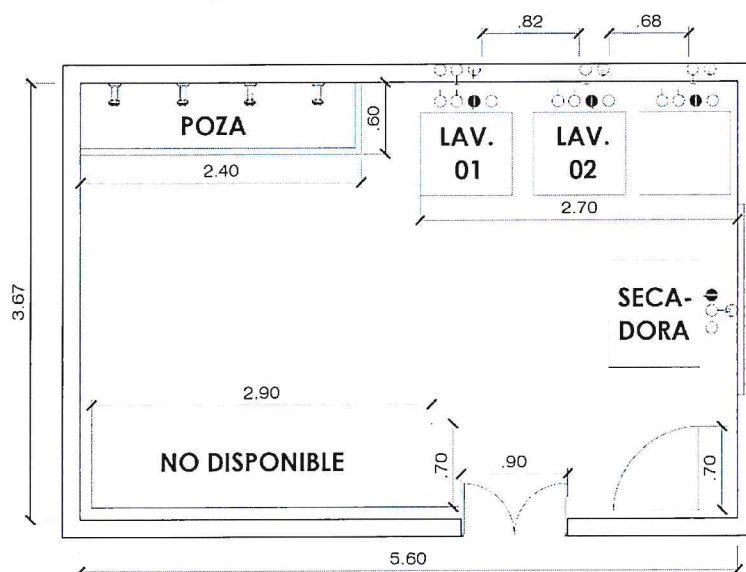 .82
.68
POZA
.60
LAV.
01
LAV.
02
2.40
2.70
3.67
SECA-
DORA
2.90
NO DISPONIBLE
.70
.90
.70
5.60